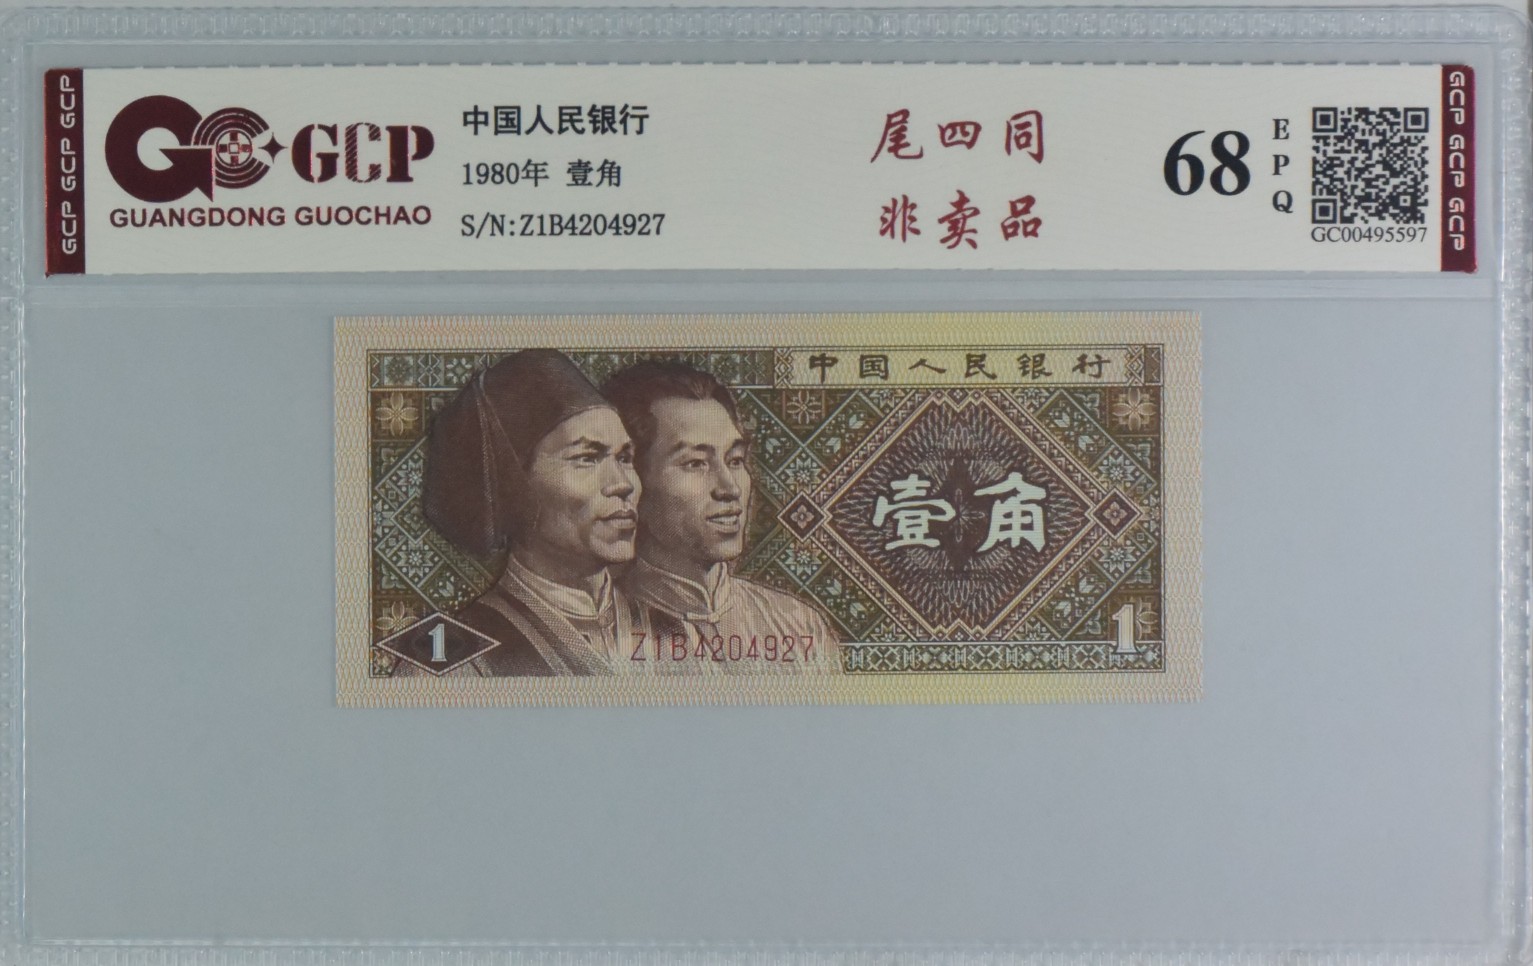 GCP GCP GCP
GCP
GUANGDONG GUOCHAO
中国人民银行
1980年 壹角
S/N:Z1B4204927
尾四同
非卖品
68
EPQ
GC00495597
GCP GCP GCP
中国人民银行
壹角
1
Z1B4204927
1